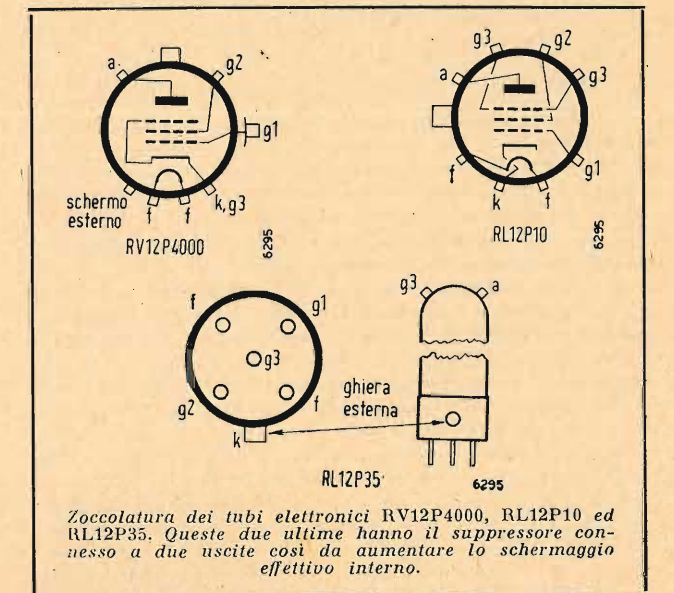 a
g2
g1
schermo
esterno
f
f
k,g3
RV12P4000
6295
g3
g2
a
g3
f
k
f
g1
RL12P10
6295
f
g1
g3
g2
f
k
ghiera
esterna
g3
a
RL12P35
6295
Zoccolatura dei tubi elettronici RV12P4000, RL12P10 ed
RL12P35. Queste due ultime hanno il suppressore con-
nesso a due uscite così da aumentare lo schermaggio
effettivo interno.